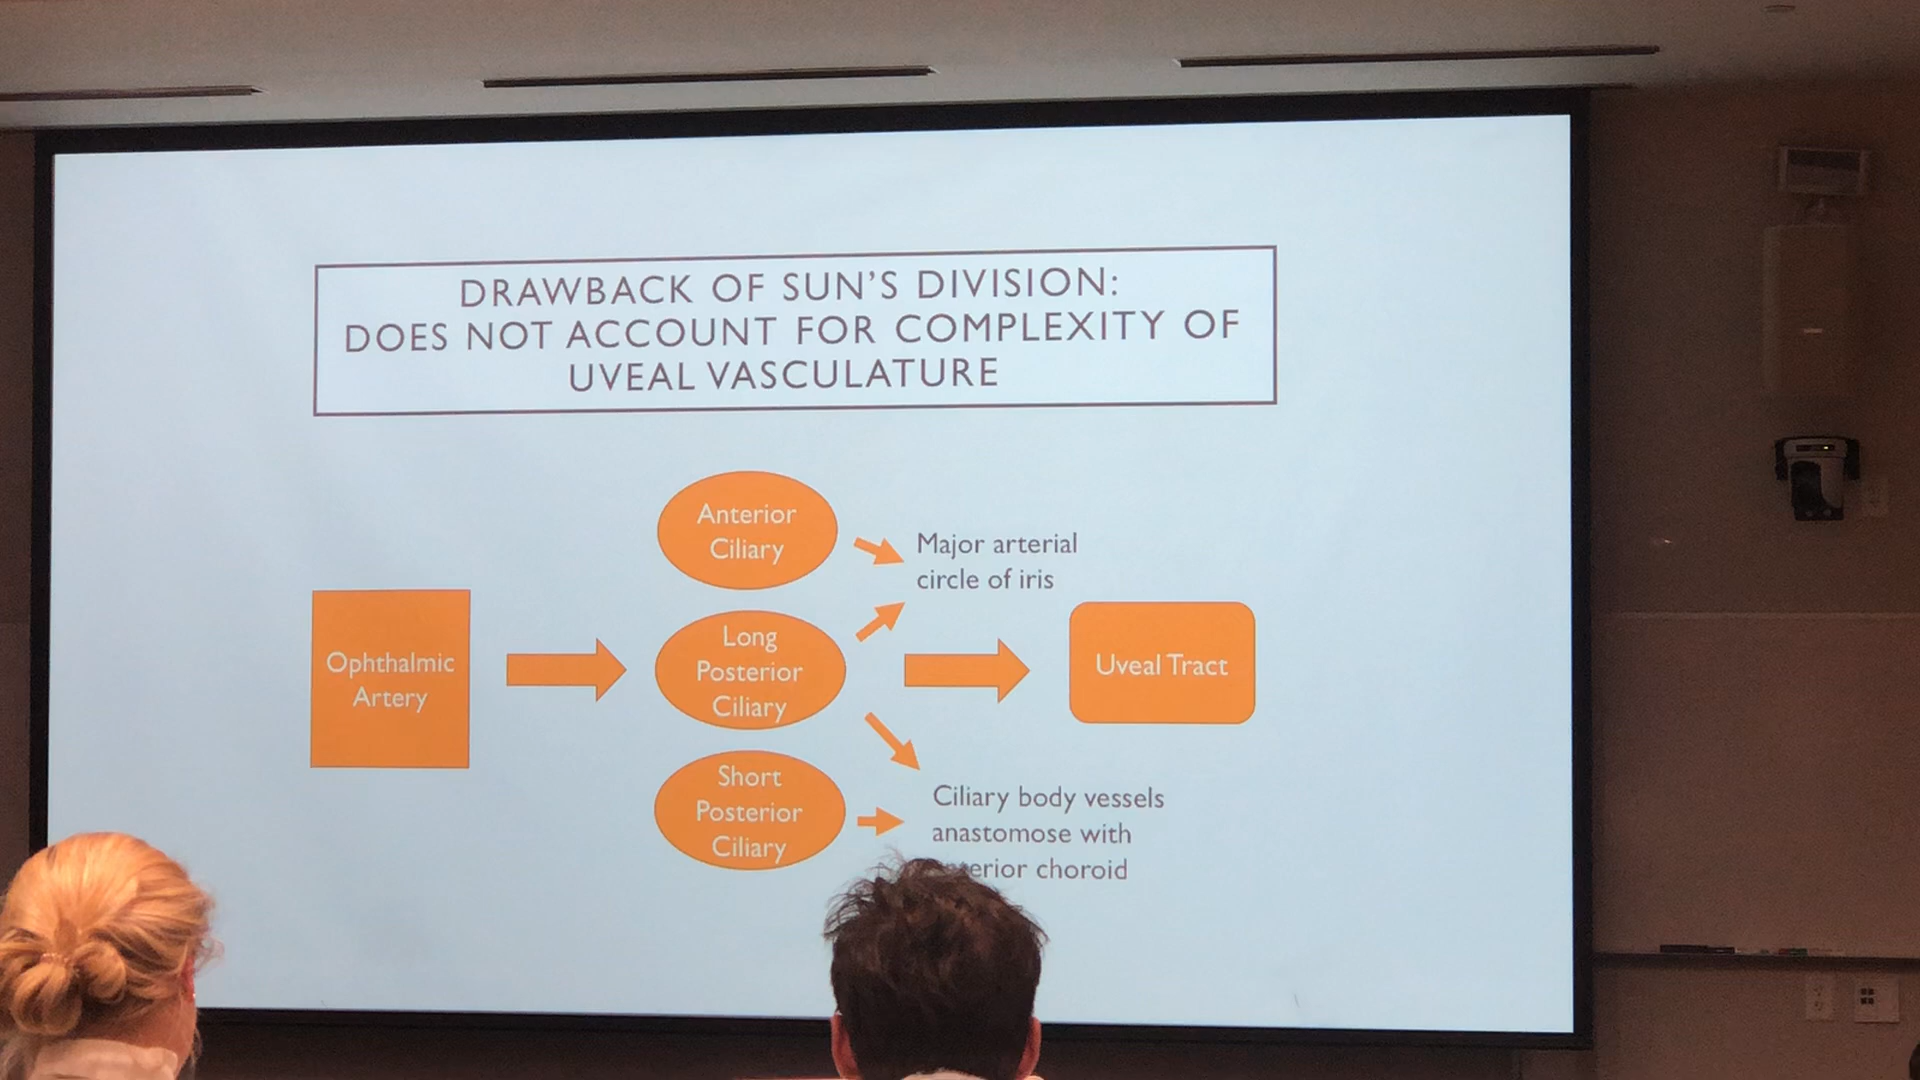 DRAWBACK OF SUN'S DIVISION:
DOES NOT ACCOUNT FOR COMPLEXITY OF
UVEAL VASCULATURE
Anterior
Ciliary
Major arterial
circle of iris
Ophthalmic
Artery
Long
Posterior
Ciliary
Uveal Tract
Short
Posterior
Ciliary
Ciliary body vessels
anastomose with
choroid